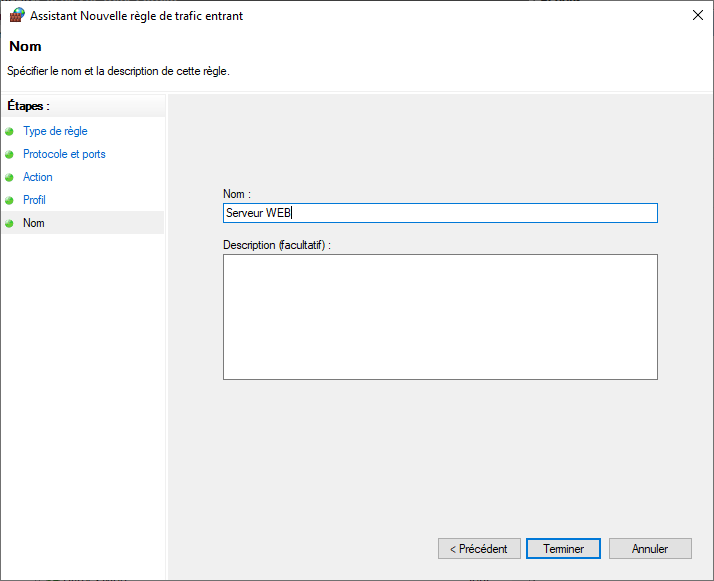 Assistant Nouvelle règle de trafic entrant
Nom
Spécifier le nom et la description de cette règle.
Étapes :
Type de règle
Protocole et ports
Action
Profil
Nom
Nom :
Serveur WEB
Description (facultatif) :
< Précédent
Terminer
Annuler